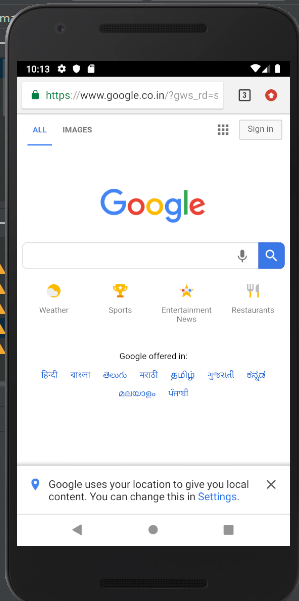 10:13
https://www.google.co.in/?gws_rd=s
3
ALL IMAGES
Sign in
Google
Weather Sports Entertainment News Restaurants
Google offered in:
हिन्दी বাংলা తెలుగు मराठी தமிழ் ગુજરાતી ಕನ್ನಡ
മലയാളം ਪੰਜਾਬੀ
Google uses your location to give you local
content. You can change this in Settings.